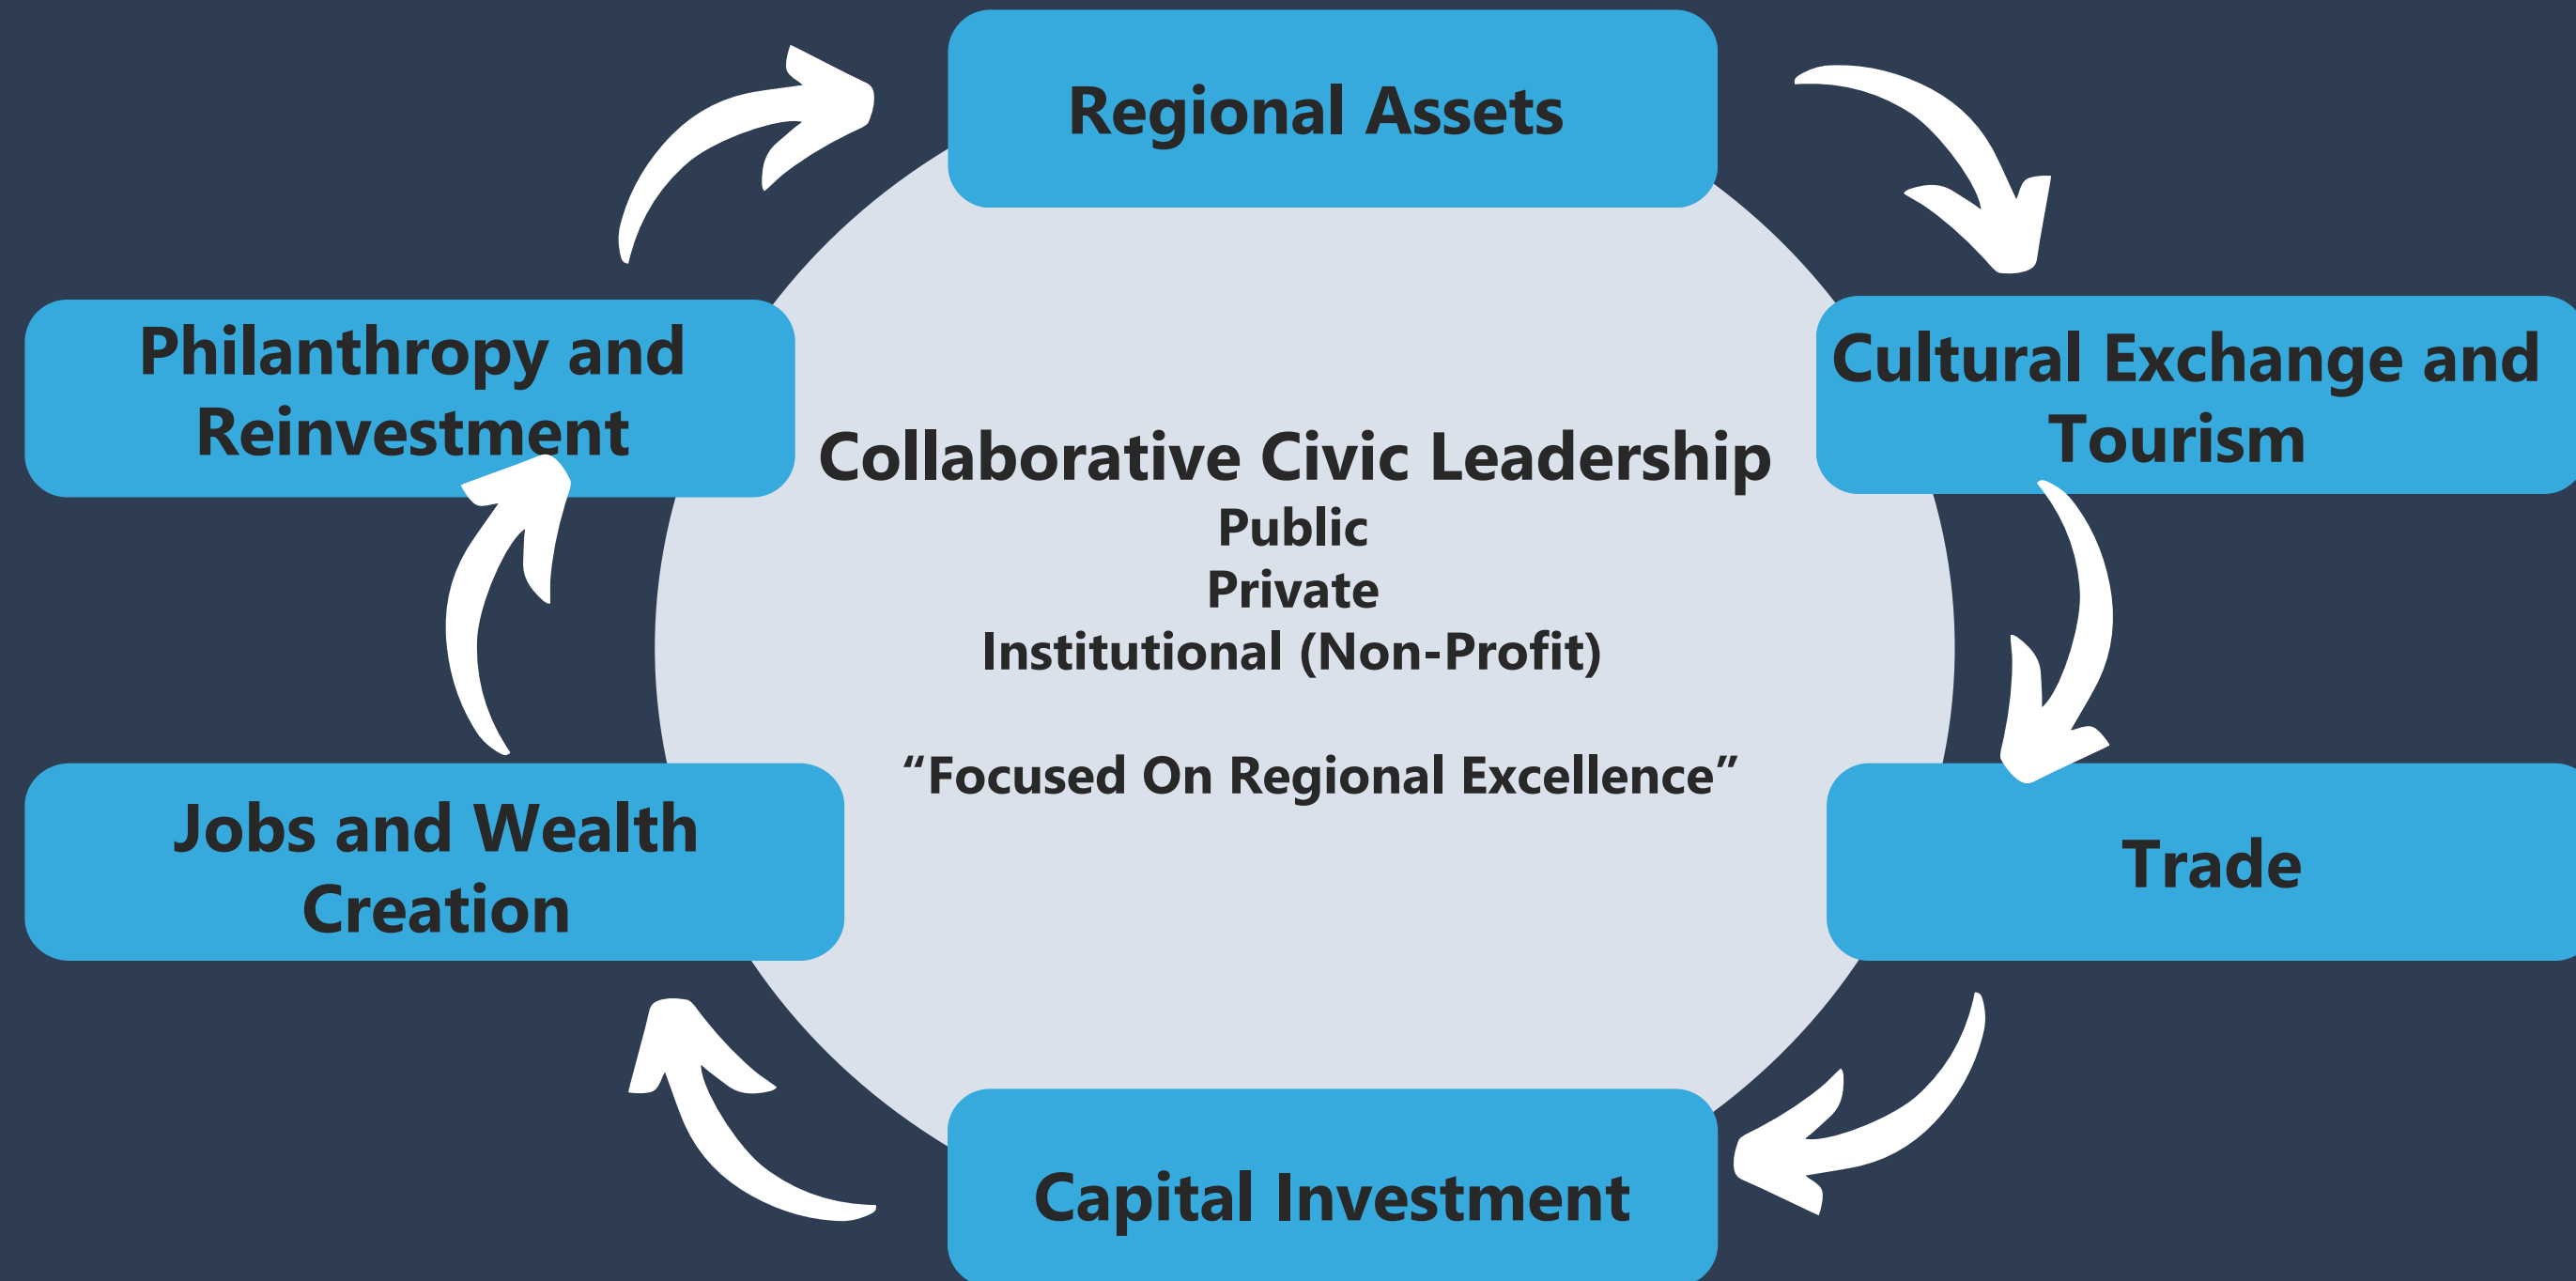 Regional Assets
Cultural Exchange and
Tourism
Trade
Capital Investment
Jobs and Wealth
Creation
Philanthropy and
Reinvestment
Collaborative Civic Leadership
Public
Private
Institutional (Non-Profit)
“Focused On Regional Excellence”